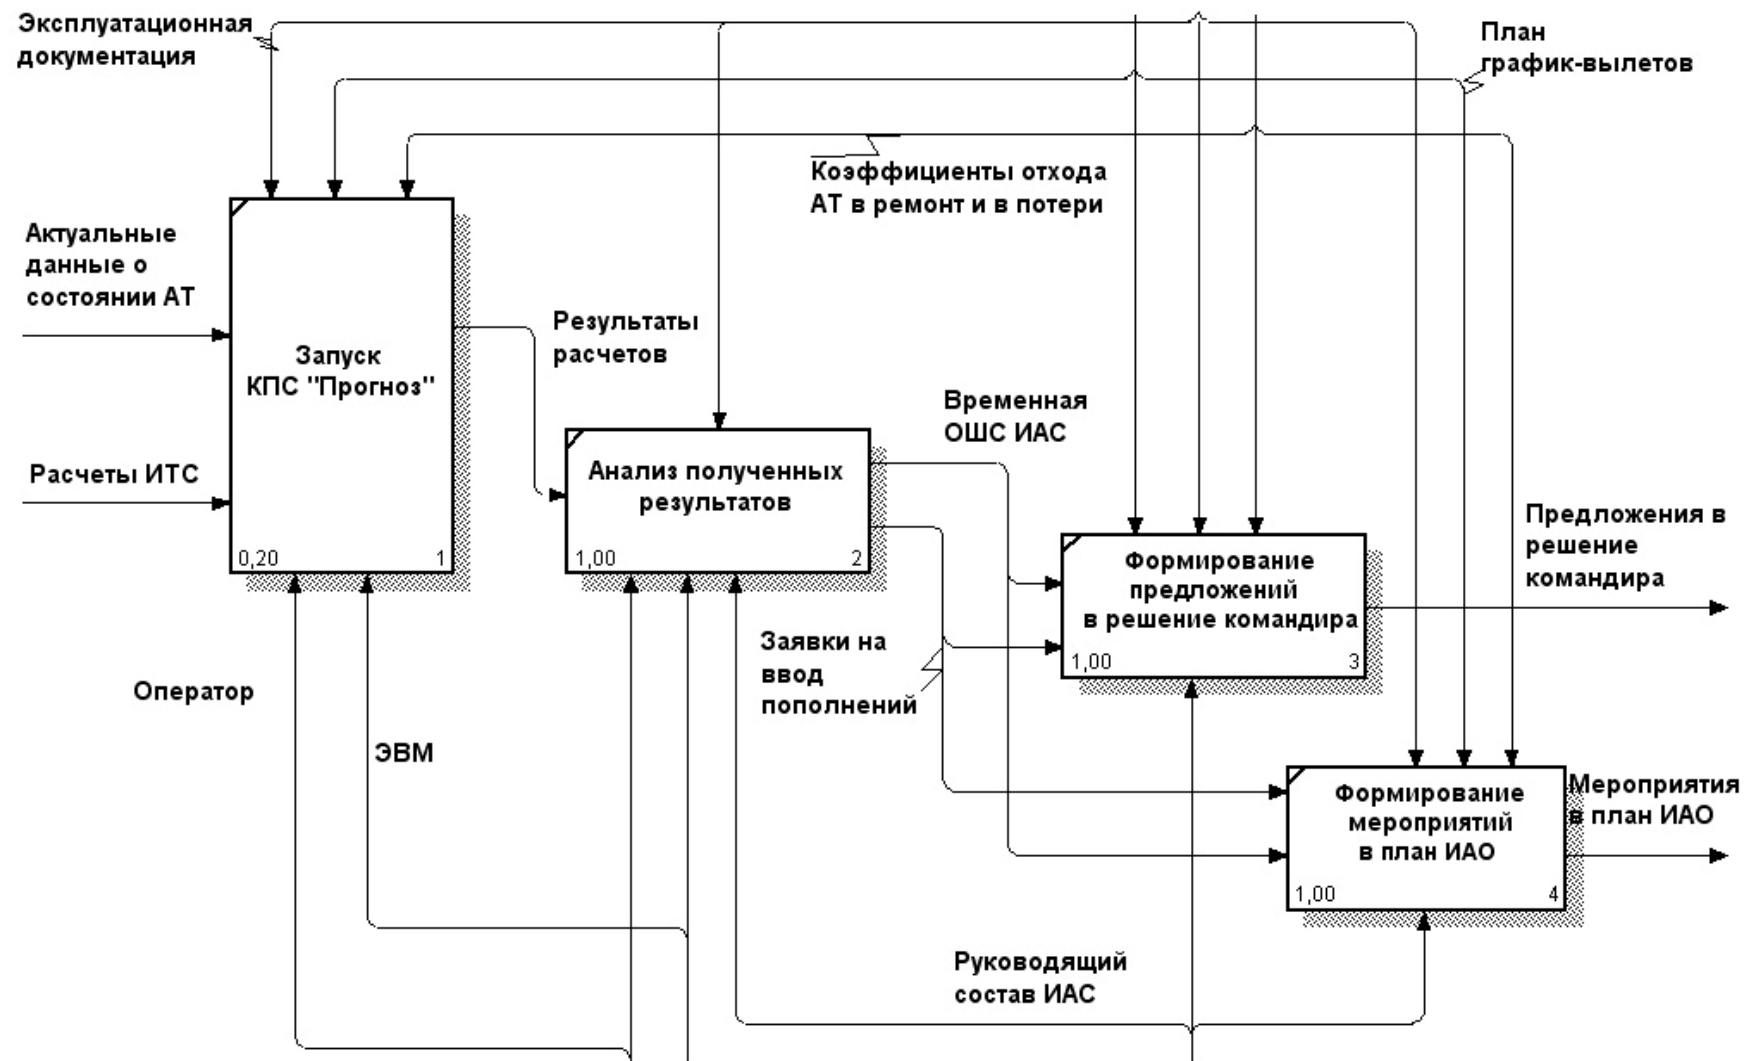 Эксплуатационная
документация
План
график-вылетов
Коэффициенты отхода
АТ в ремонт и в потери
Актуальные
данные о
состоянии АТ
Расчеты ИТС
Запуск
КПС "Прогноз"
0,20
1
Результаты
расчетов
Анализ полученных
результатов
1,00
2
Временная
ОШС ИАС
Заявки на
ввод
пополнений
Формирование
предложений
в решение командира
1,00
3
Предложения в
решение
командира
Формирование
мероприятий
в план ИАО
1,00
4
Мероприятия
в план ИАО
Оператор
ЭВМ
Руководящий
состав ИАС